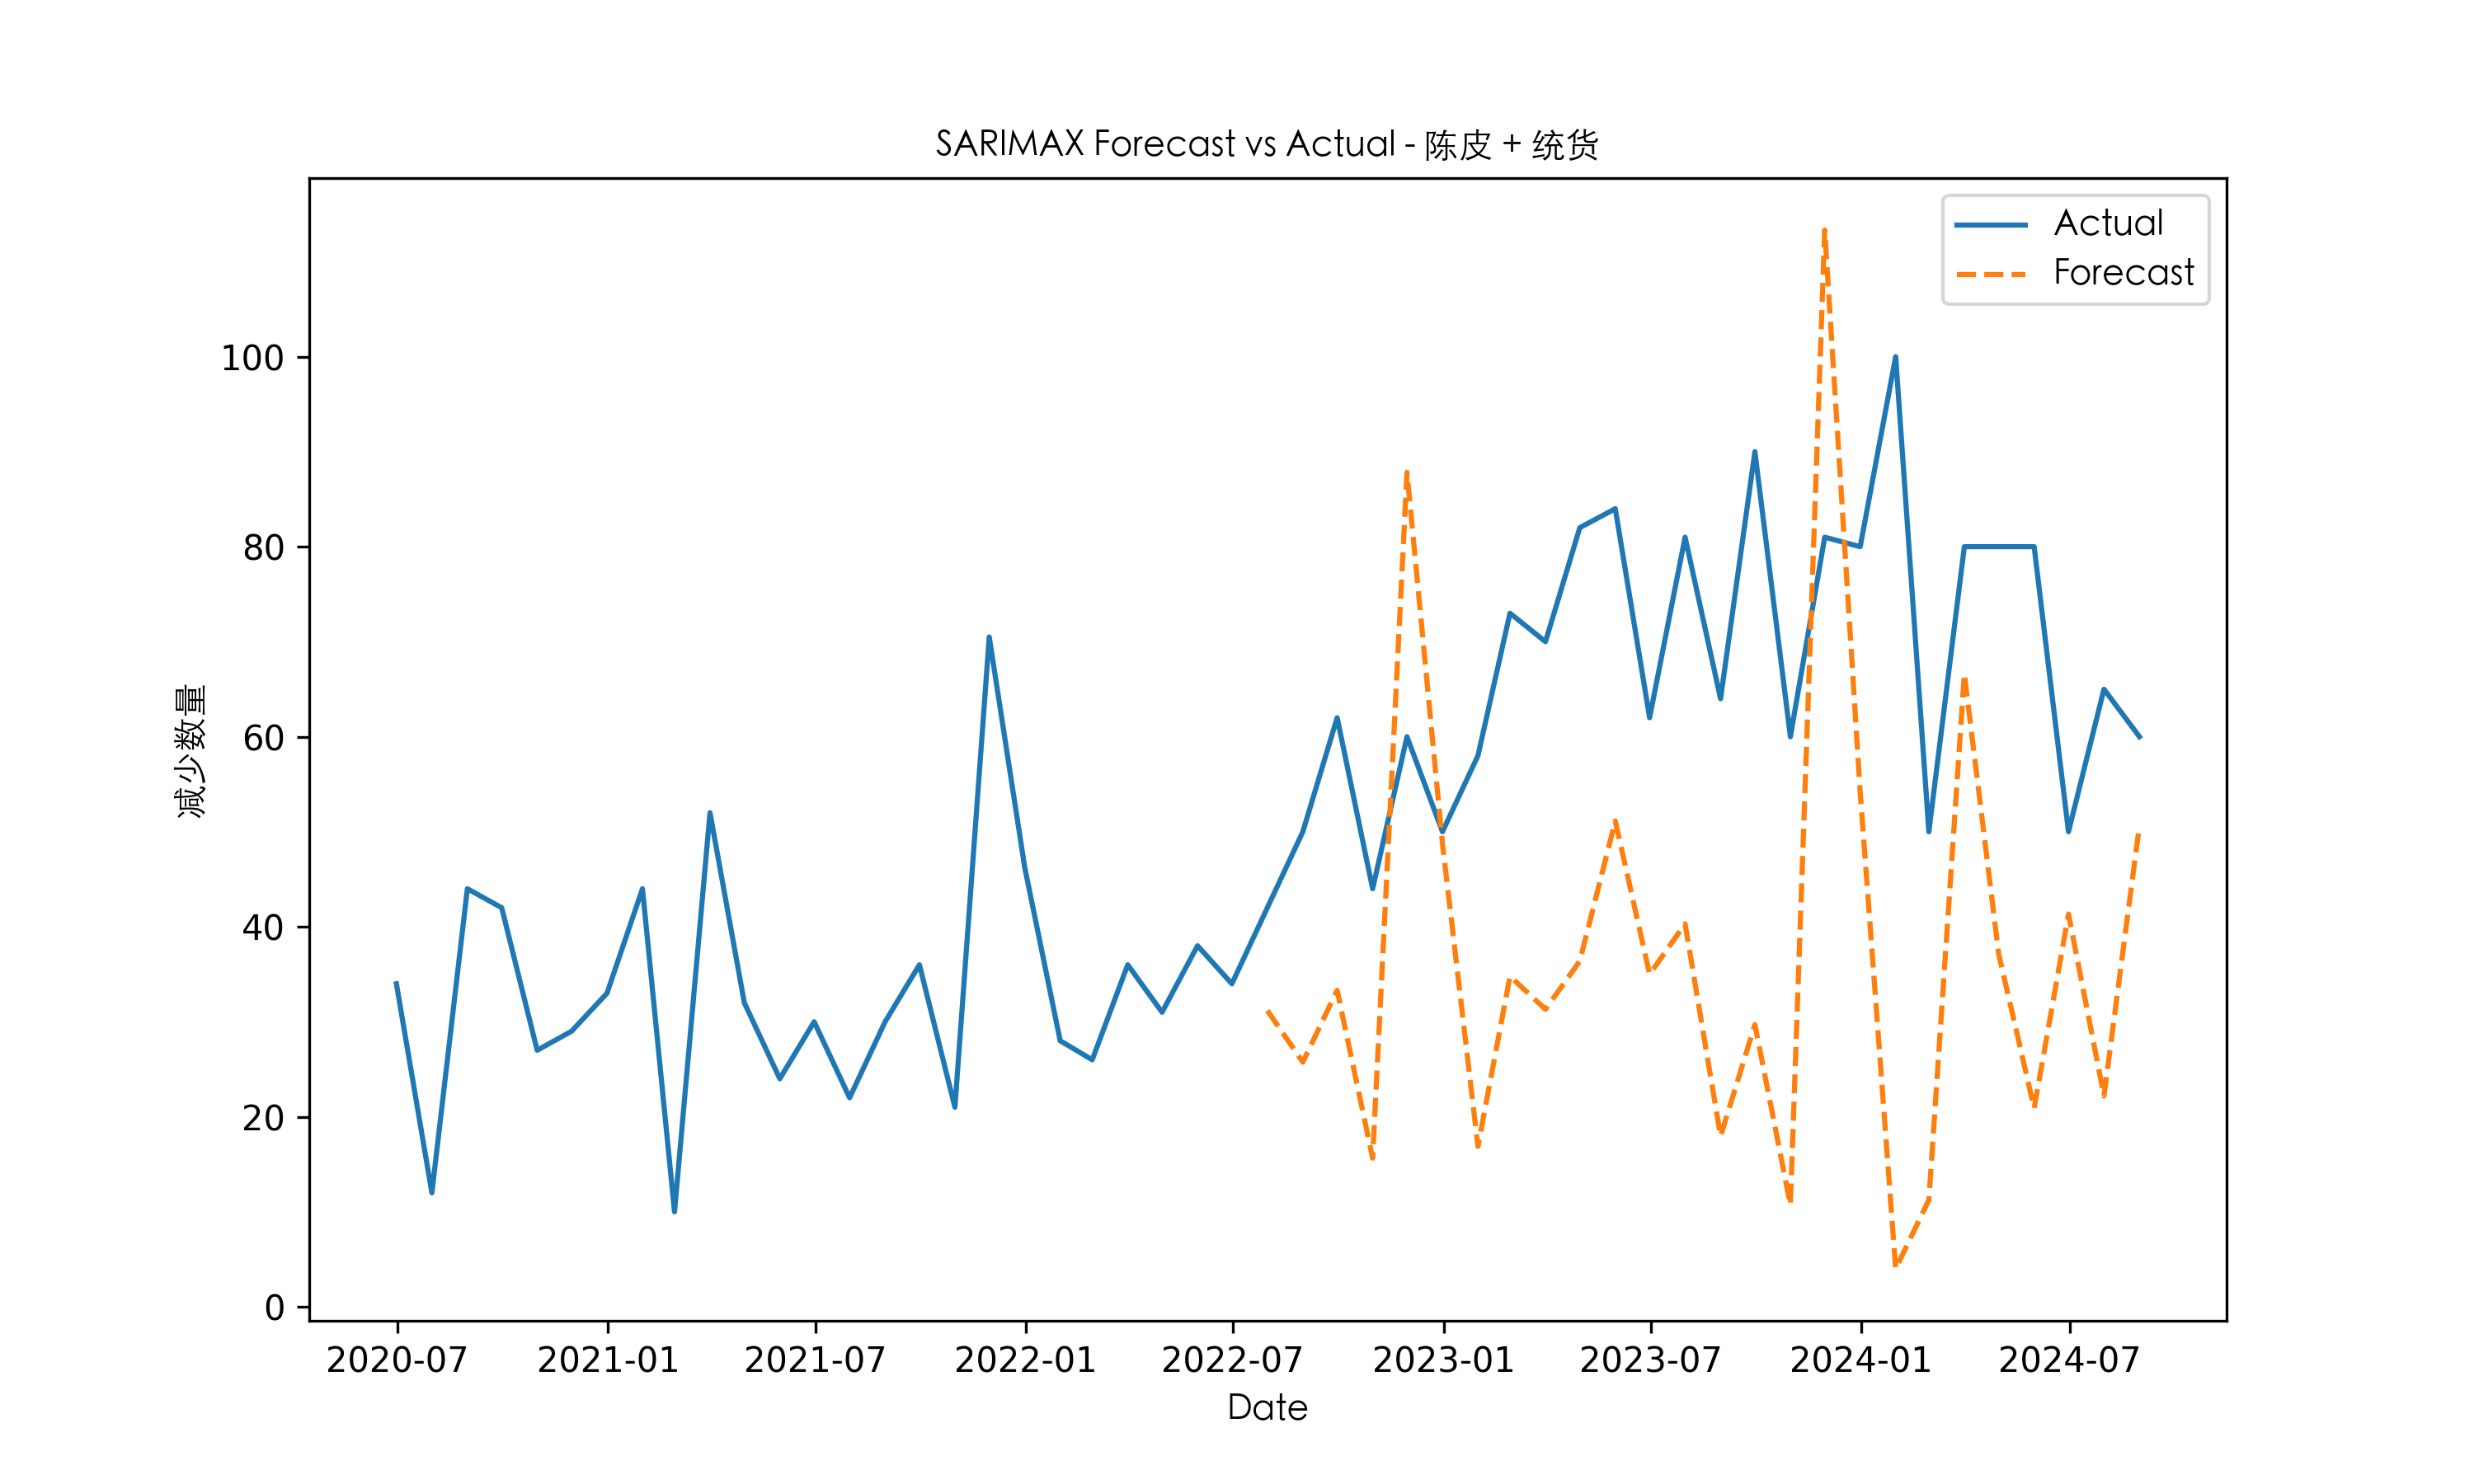 SARIMAX Forecast vs Actual - 陈皮 + 统货
Actual
Forecast
减少数量
100
80
60
40
20
0
2020-07 2021-01 2021-07 2022-01 2022-07 2023-01 2023-07 2024-01 2024-07
Date